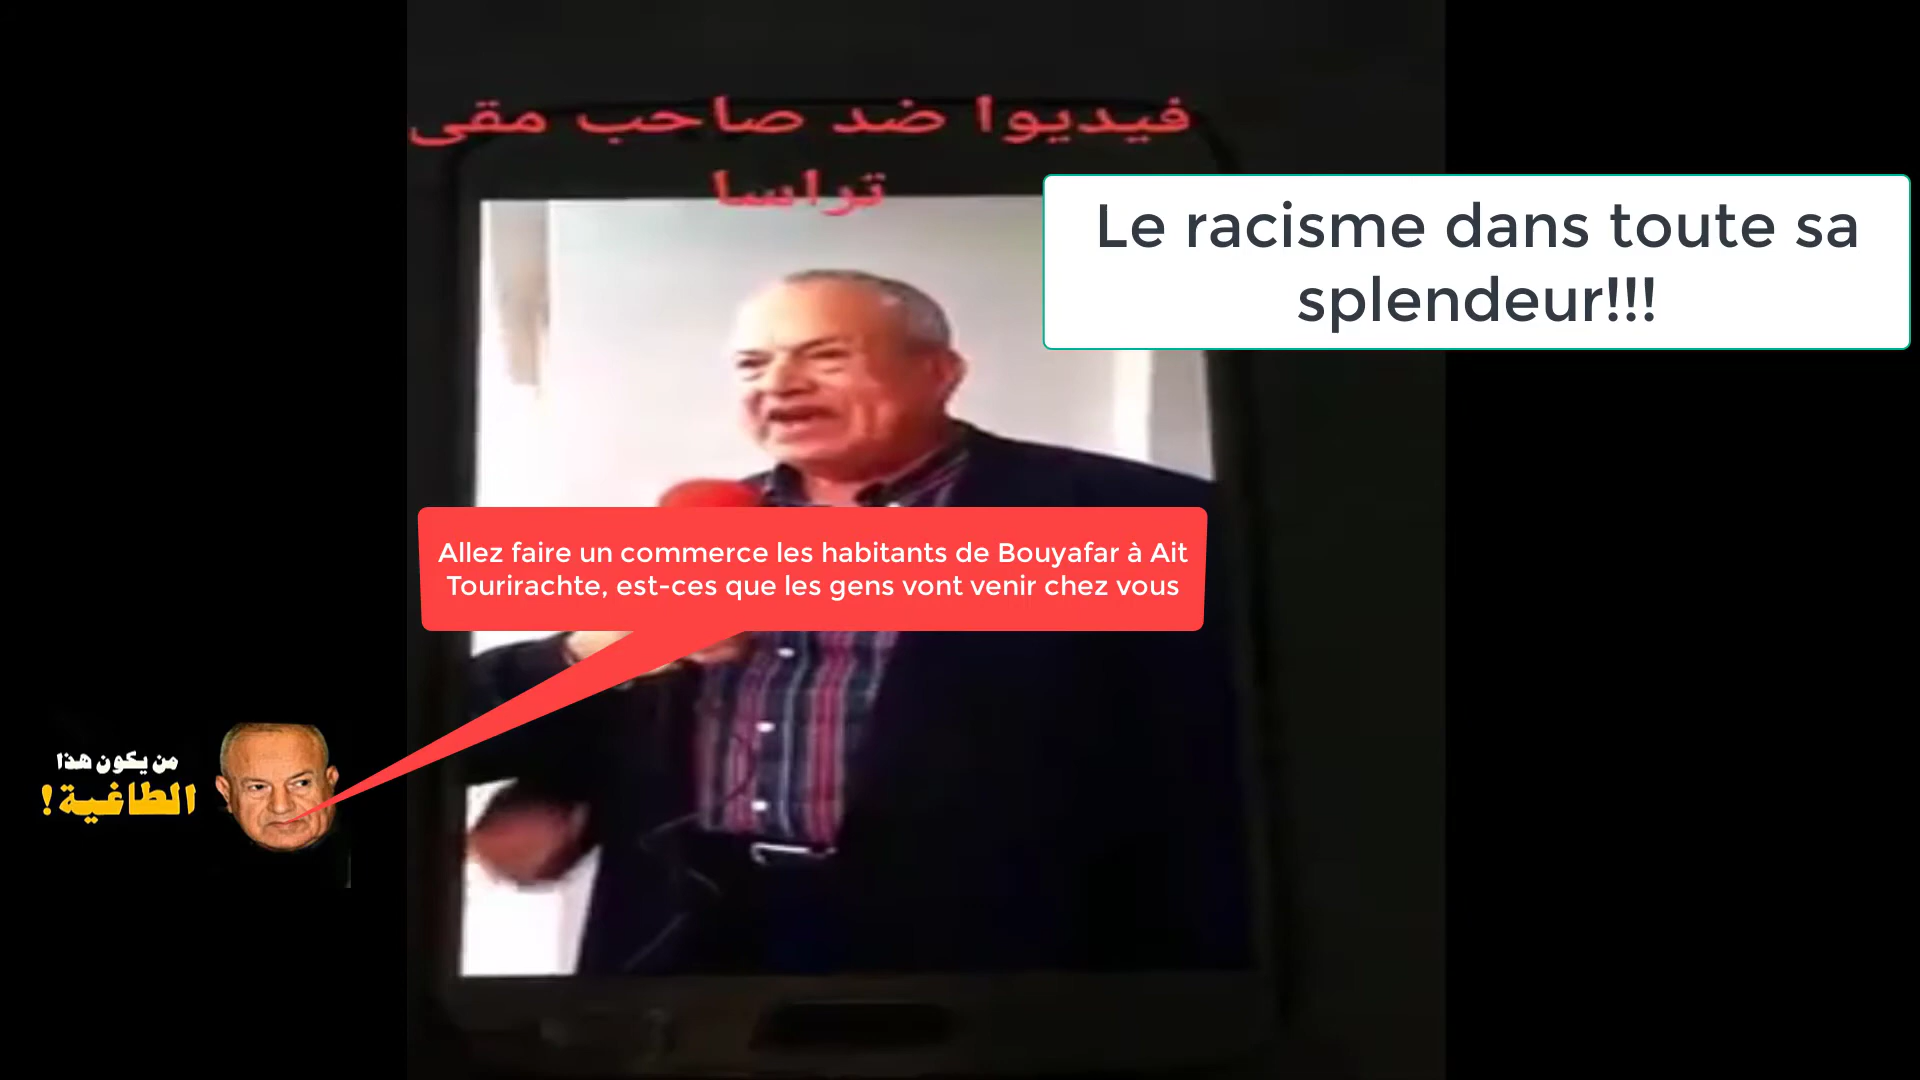 فيديوا ضد صاحب مقى
تراسا
Le racisme dans toute sa
splendeur!!!
Allez faire un commerce les habitants de Bouyafar à Ait
Tourirachte, est-ces que les gens vont venir chez vous
من يكون هذا
الطاغية !